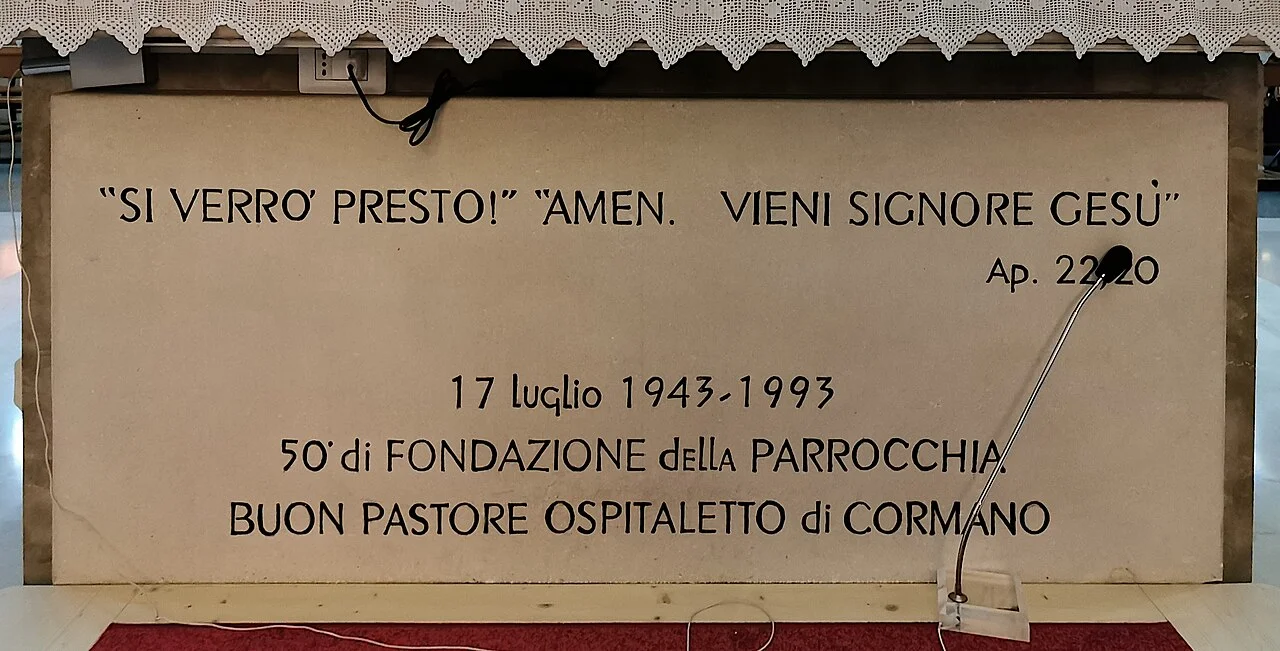 “SI VERRO’ PRESTO!” “AMEN. VIENI SIGNORE GESÙ”
Ap. 22,20
17 luglio 1943-1993
50° di FONDAZIONE dELLA PARROCCHIA
BUON PASTORE OSPITALETTO di CORMANO